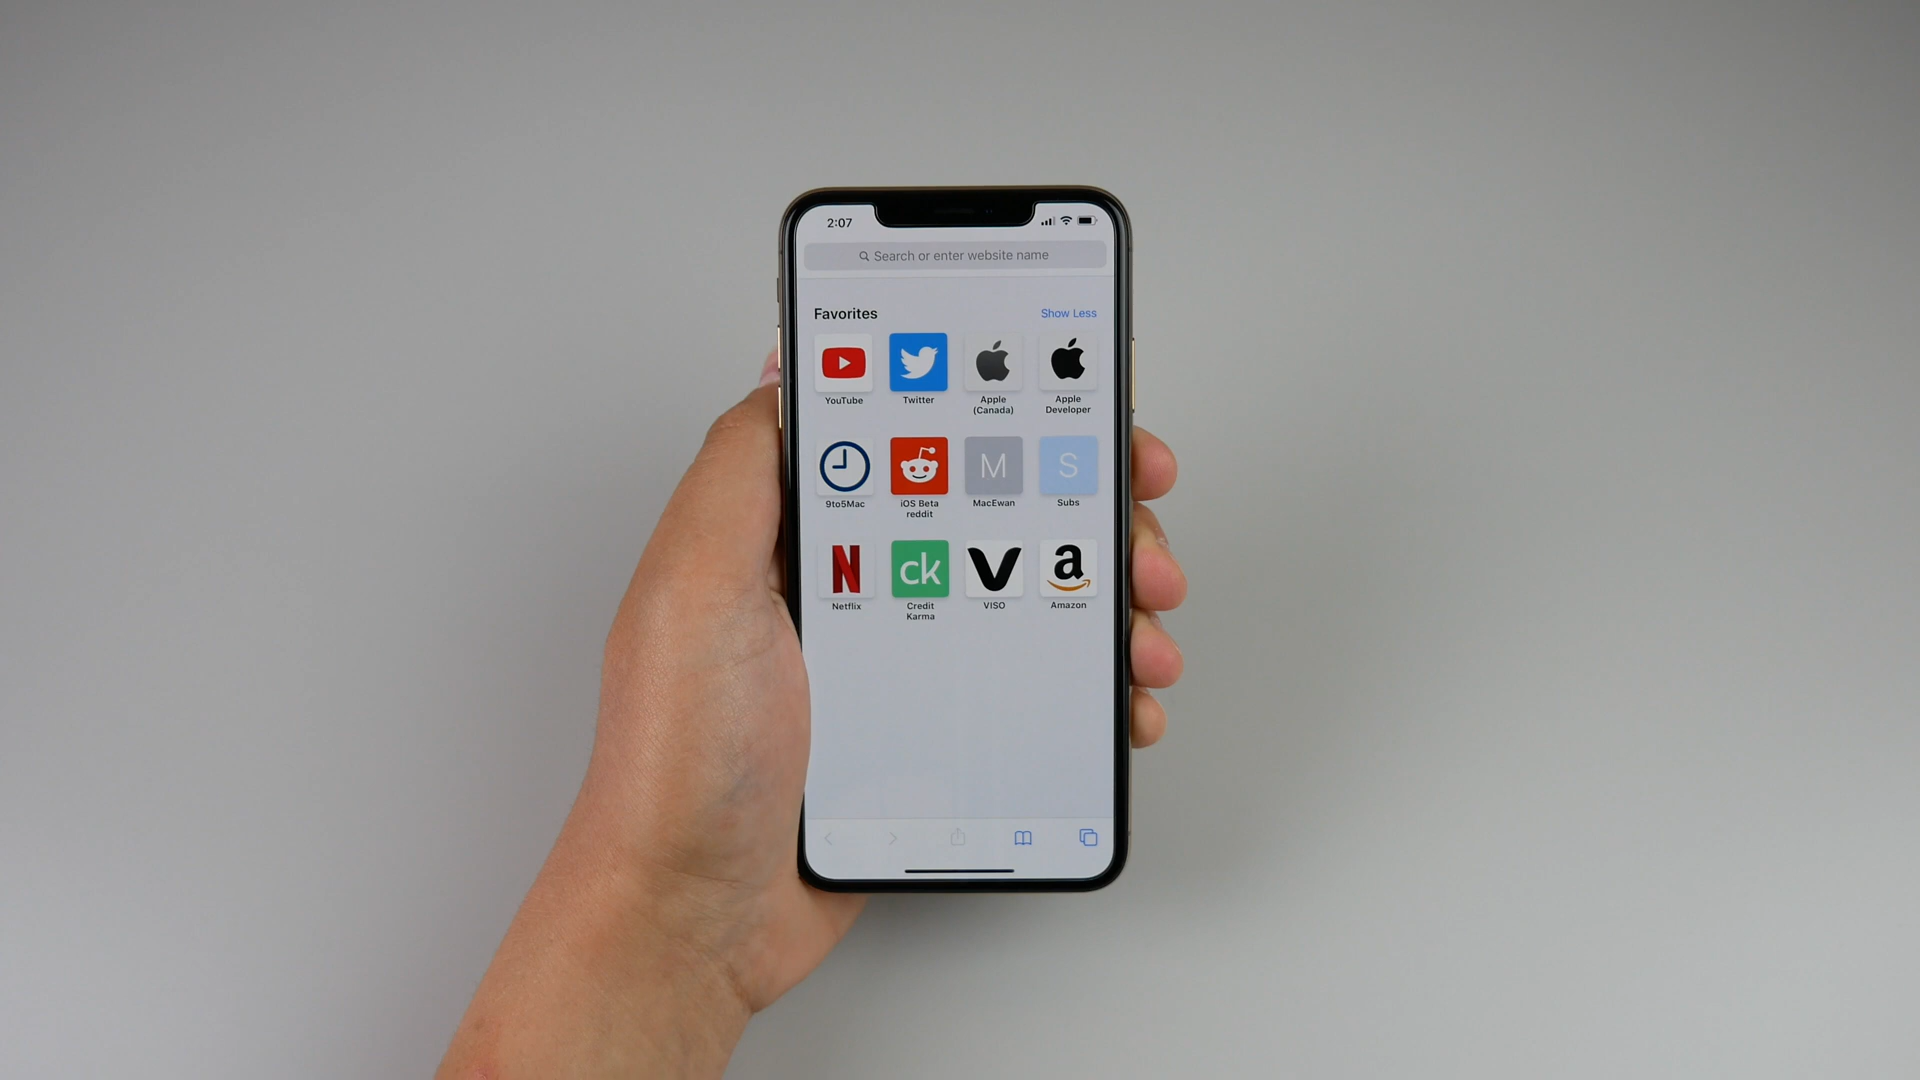 2:07
Search or enter website name
Favorites
Show Less
YouTube
Twitter
Apple
(Canada)
Apple
Developer
9to5Mac
iOS Beta
reddit
M
MacEwan
S
Subs
N
Netflix
ck
Credit
Karma
V
VISO
a
Amazon